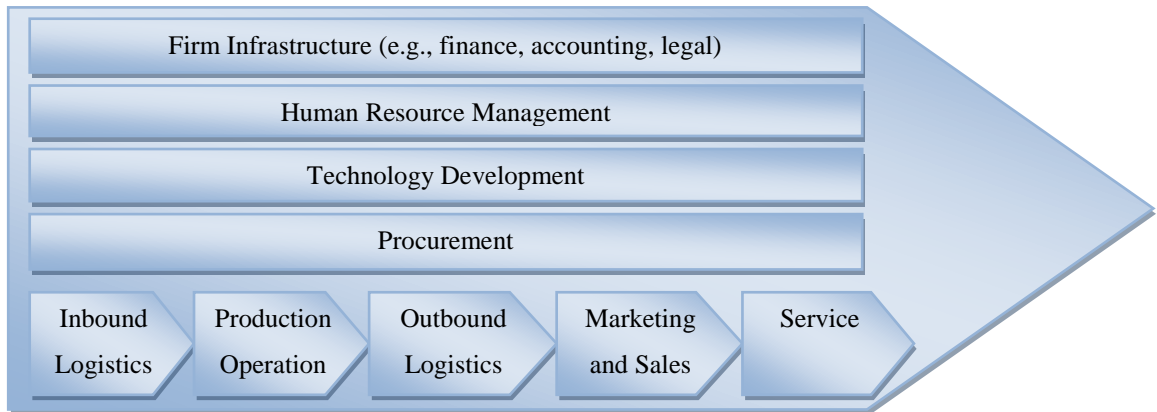 Firm Infrastructure (e.g., finance, accounting, legal)
Human Resource Management
Technology Development
Procurement
Inbound
Logistics
Production
Operation
Outbound
Logistics
Marketing
and Sales
Service